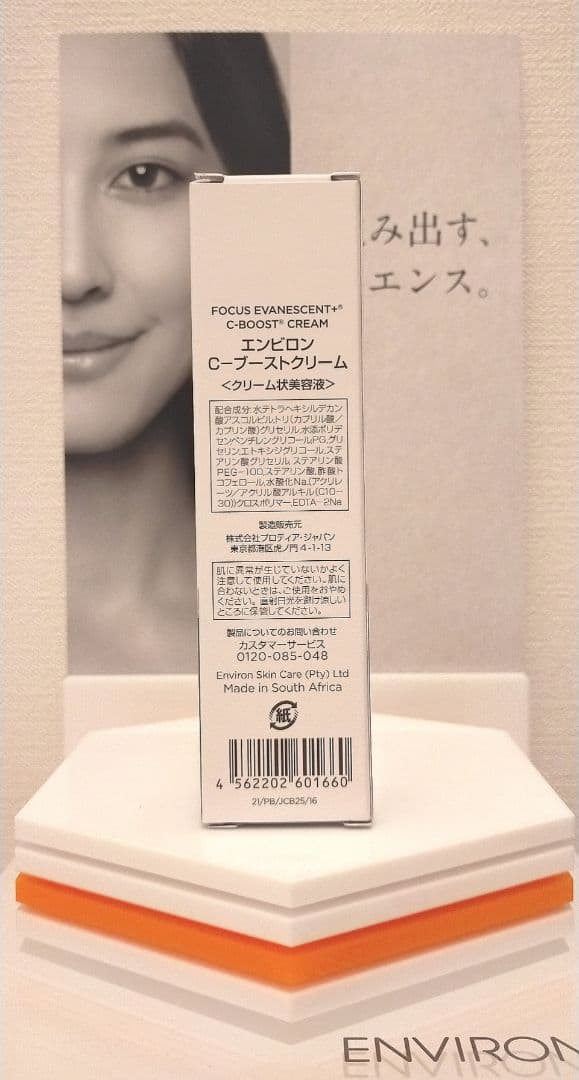 み出す、
エンス。
FOCUS EVANESCENT+®
C-BOOST® CREAM
エンビロン
C-ブーストクリーム
<クリーム状美容液>
配合成分:水テトラヘキシルデカン
酸アスコルビル,トリ(カプリル酸/
カプリン酸)グリセリル,水添ポリデ
セン,ペンチレングリコール,PG,グリ
セリン,エトキシジグリコール,ステ
アリン酸グリセリル,ステアリン酸
PEG-100,ステアリン酸,酢酸ト
コフェロール,水酸化Na,(アクリレ
ーツ/アクリル酸アルキル(C10-
30))クロスポリマー,EDTA-2Na
製造販売元
株式会社プロティア・ジャパン
東京都港区虎ノ門4-1-13
肌に異常が生じていないかよく
注意して使用してください。肌に
合わないときは、ご使用をおやめ
ください。直射日光を避け涼しい
ところに保管してください。
製品についてのお問い合わせ
カスタマーサービス
0120-085-048
Environ Skin Care (Pty) Ltd
Made in South Africa
紙
4 562202 601660
21/PB/JCB25/16
ENVIRON